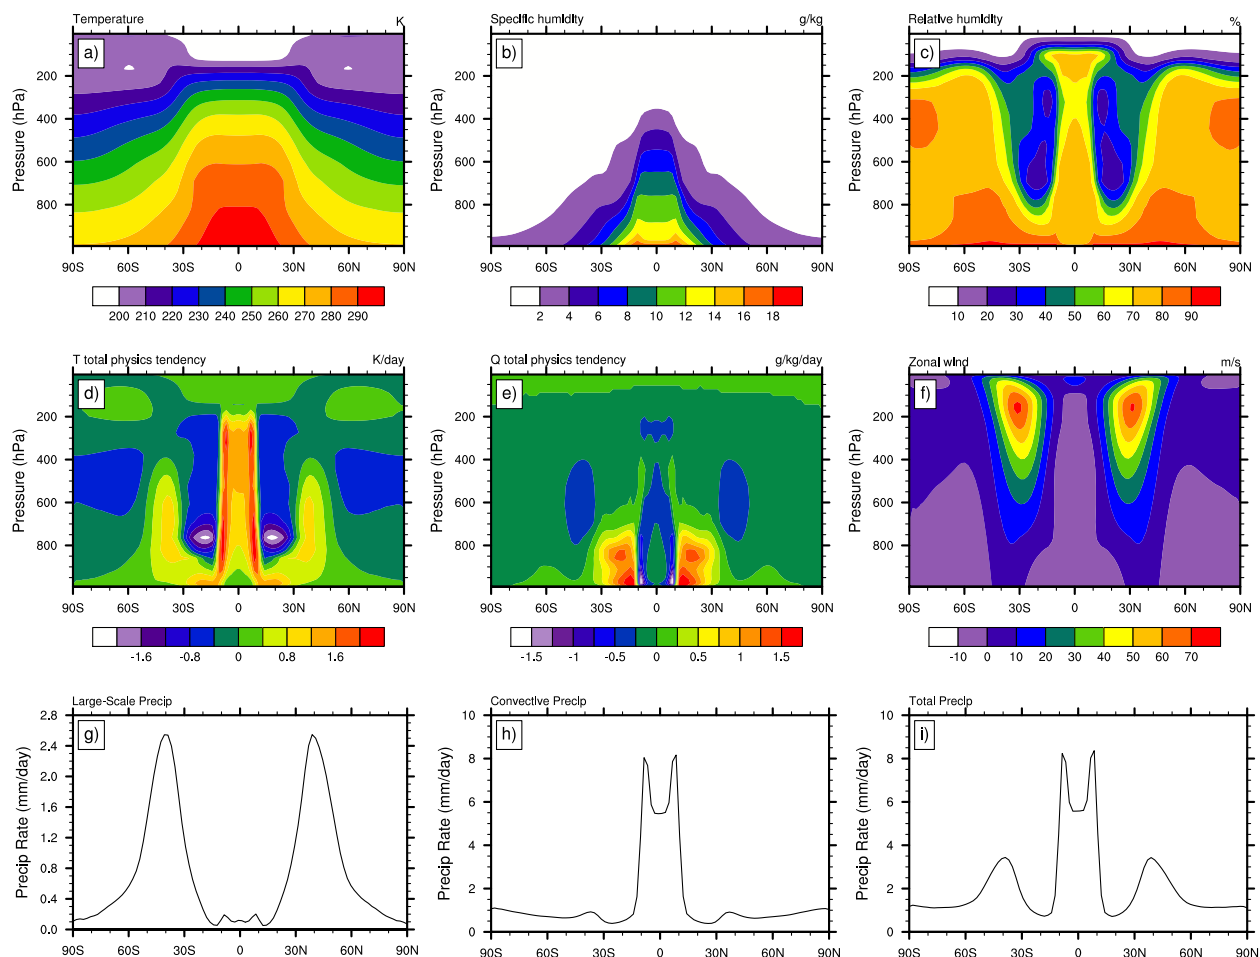 Temperature K
a)
Pressure (hPa)
200
400
600
800
90S 60S 30S 0 30N 60N 90N
200 210 220 230 240 250 260 270 280 290
Specific humidity g/kg
b)
Pressure (hPa)
200
400
600
800
90S 60S 30S 0 30N 60N 90N
2 4 6 8 10 12 14 16 18
Relative humidity %
c)
Pressure (hPa)
200
400
600
800
90S 60S 30S 0 30N 60N 90N
10 20 30 40 50 60 70 80 90
T total physics tendency K/day
d)
Pressure (hPa)
200
400
600
800
90S 60S 30S 0 30N 60N 90N
-1.6 -0.8 0 0.8 1.6
Q total physics tendency g/kg/day
e)
Pressure (hPa)
200
400
600
800
90S 60S 30S 0 30N 60N 90N
-1.5 -1 -0.5 0 0.5 1 1.5
Zonal wind m/s
f)
Pressure (hPa)
200
400
600
800
90S 60S 30S 0 30N 60N 90N
-10 0 10 20 30 40 50 60 70
Large-Scale Precip
g)
Precip Rate (mm/day)
2.8
2.4
2.0
1.6
1.2
0.8
0.4
0.0
90S 60S 30S 0 30N 60N 90N
Convective Precip
h)
Precip Rate (mm/day)
10
8
6
4
2
0
90S 60S 30S 0 30N 60N 90N
Total Precip
i)
Precip Rate (mm/day)
10
8
6
4
2
0
90S 60S 30S 0 30N 60N 90N